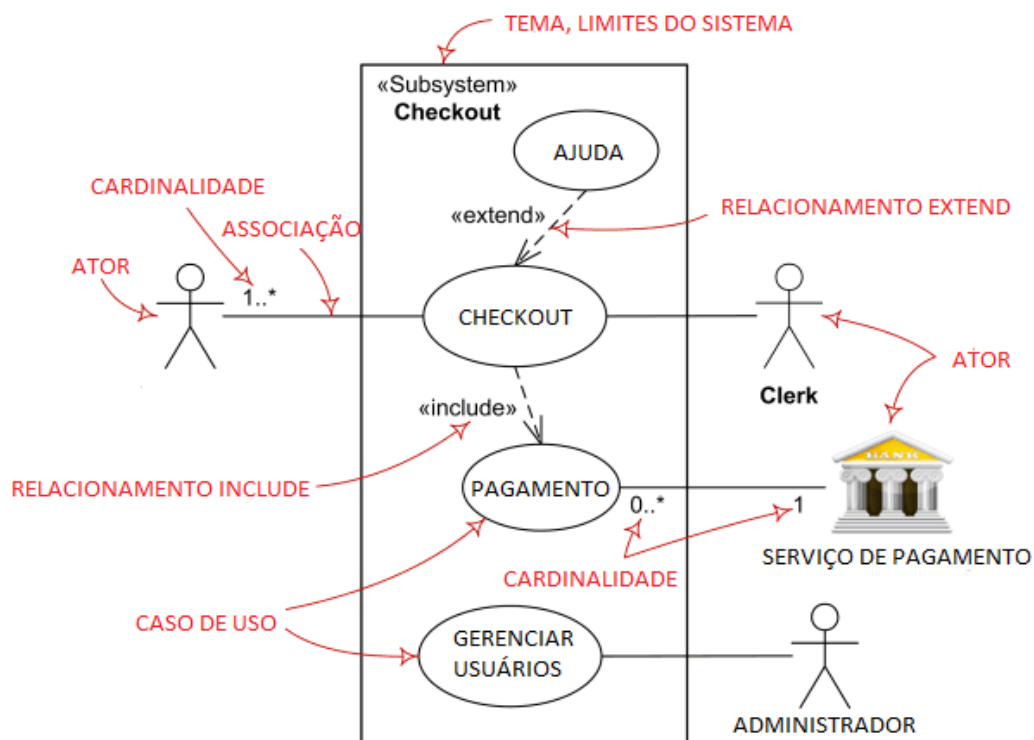 TEMA, LIMITES DO SISTEMA
«Subsystem»
Checkout
AJUDA
CARDINALIDADE
«extend»
RELACIONAMENTO EXTEND
ASSOCIAÇÃO
ATOR
1..*
CHECKOUT
ATOR
Clerk
«include»
BANK
RELACIONAMENTO INCLUDE
PAGAMENTO
0..*
1
SERVIÇO DE PAGAMENTO
CARDINALIDADE
CASO DE USO
GERENCIAR
USUÁRIOS
ADMINISTRADOR